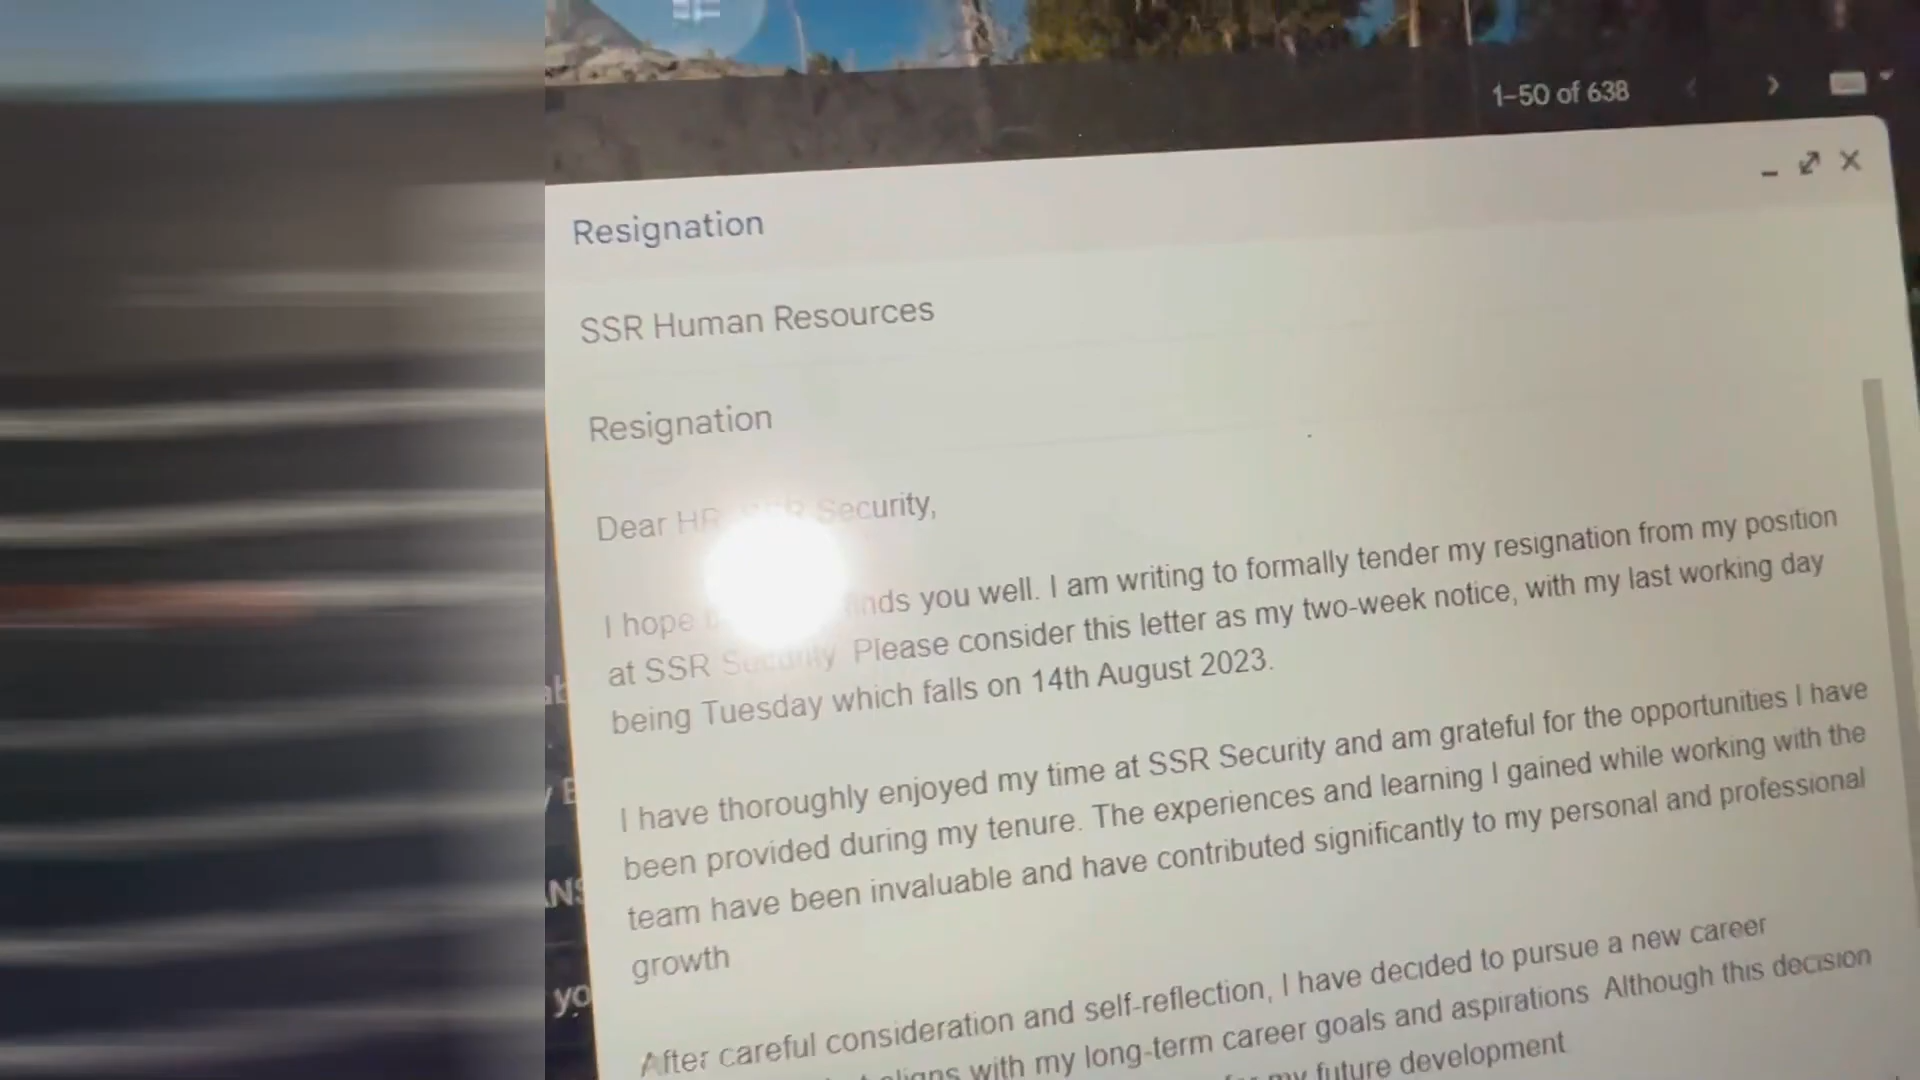 1–50 of 638
Resignation
SSR Human Resources
Resignation
Dear HR Security,
I hope you well. I am writing to formally tender my resignation from my position
at SSR Security Please consider this letter as my two-week notice, with my last working day
being Tuesday which falls on 14th August 2023.
I have thoroughly enjoyed my time at SSR Security and am grateful for the opportunities I have
been provided during my tenure. The experiences and learning I gained while working with the
team have been invaluable and have contributed significantly to my personal and professional
growth
After careful consideration and self-reflection, I have decided to pursue a new career
aligns with my long-term career goals and aspirations Although this decision
my future development